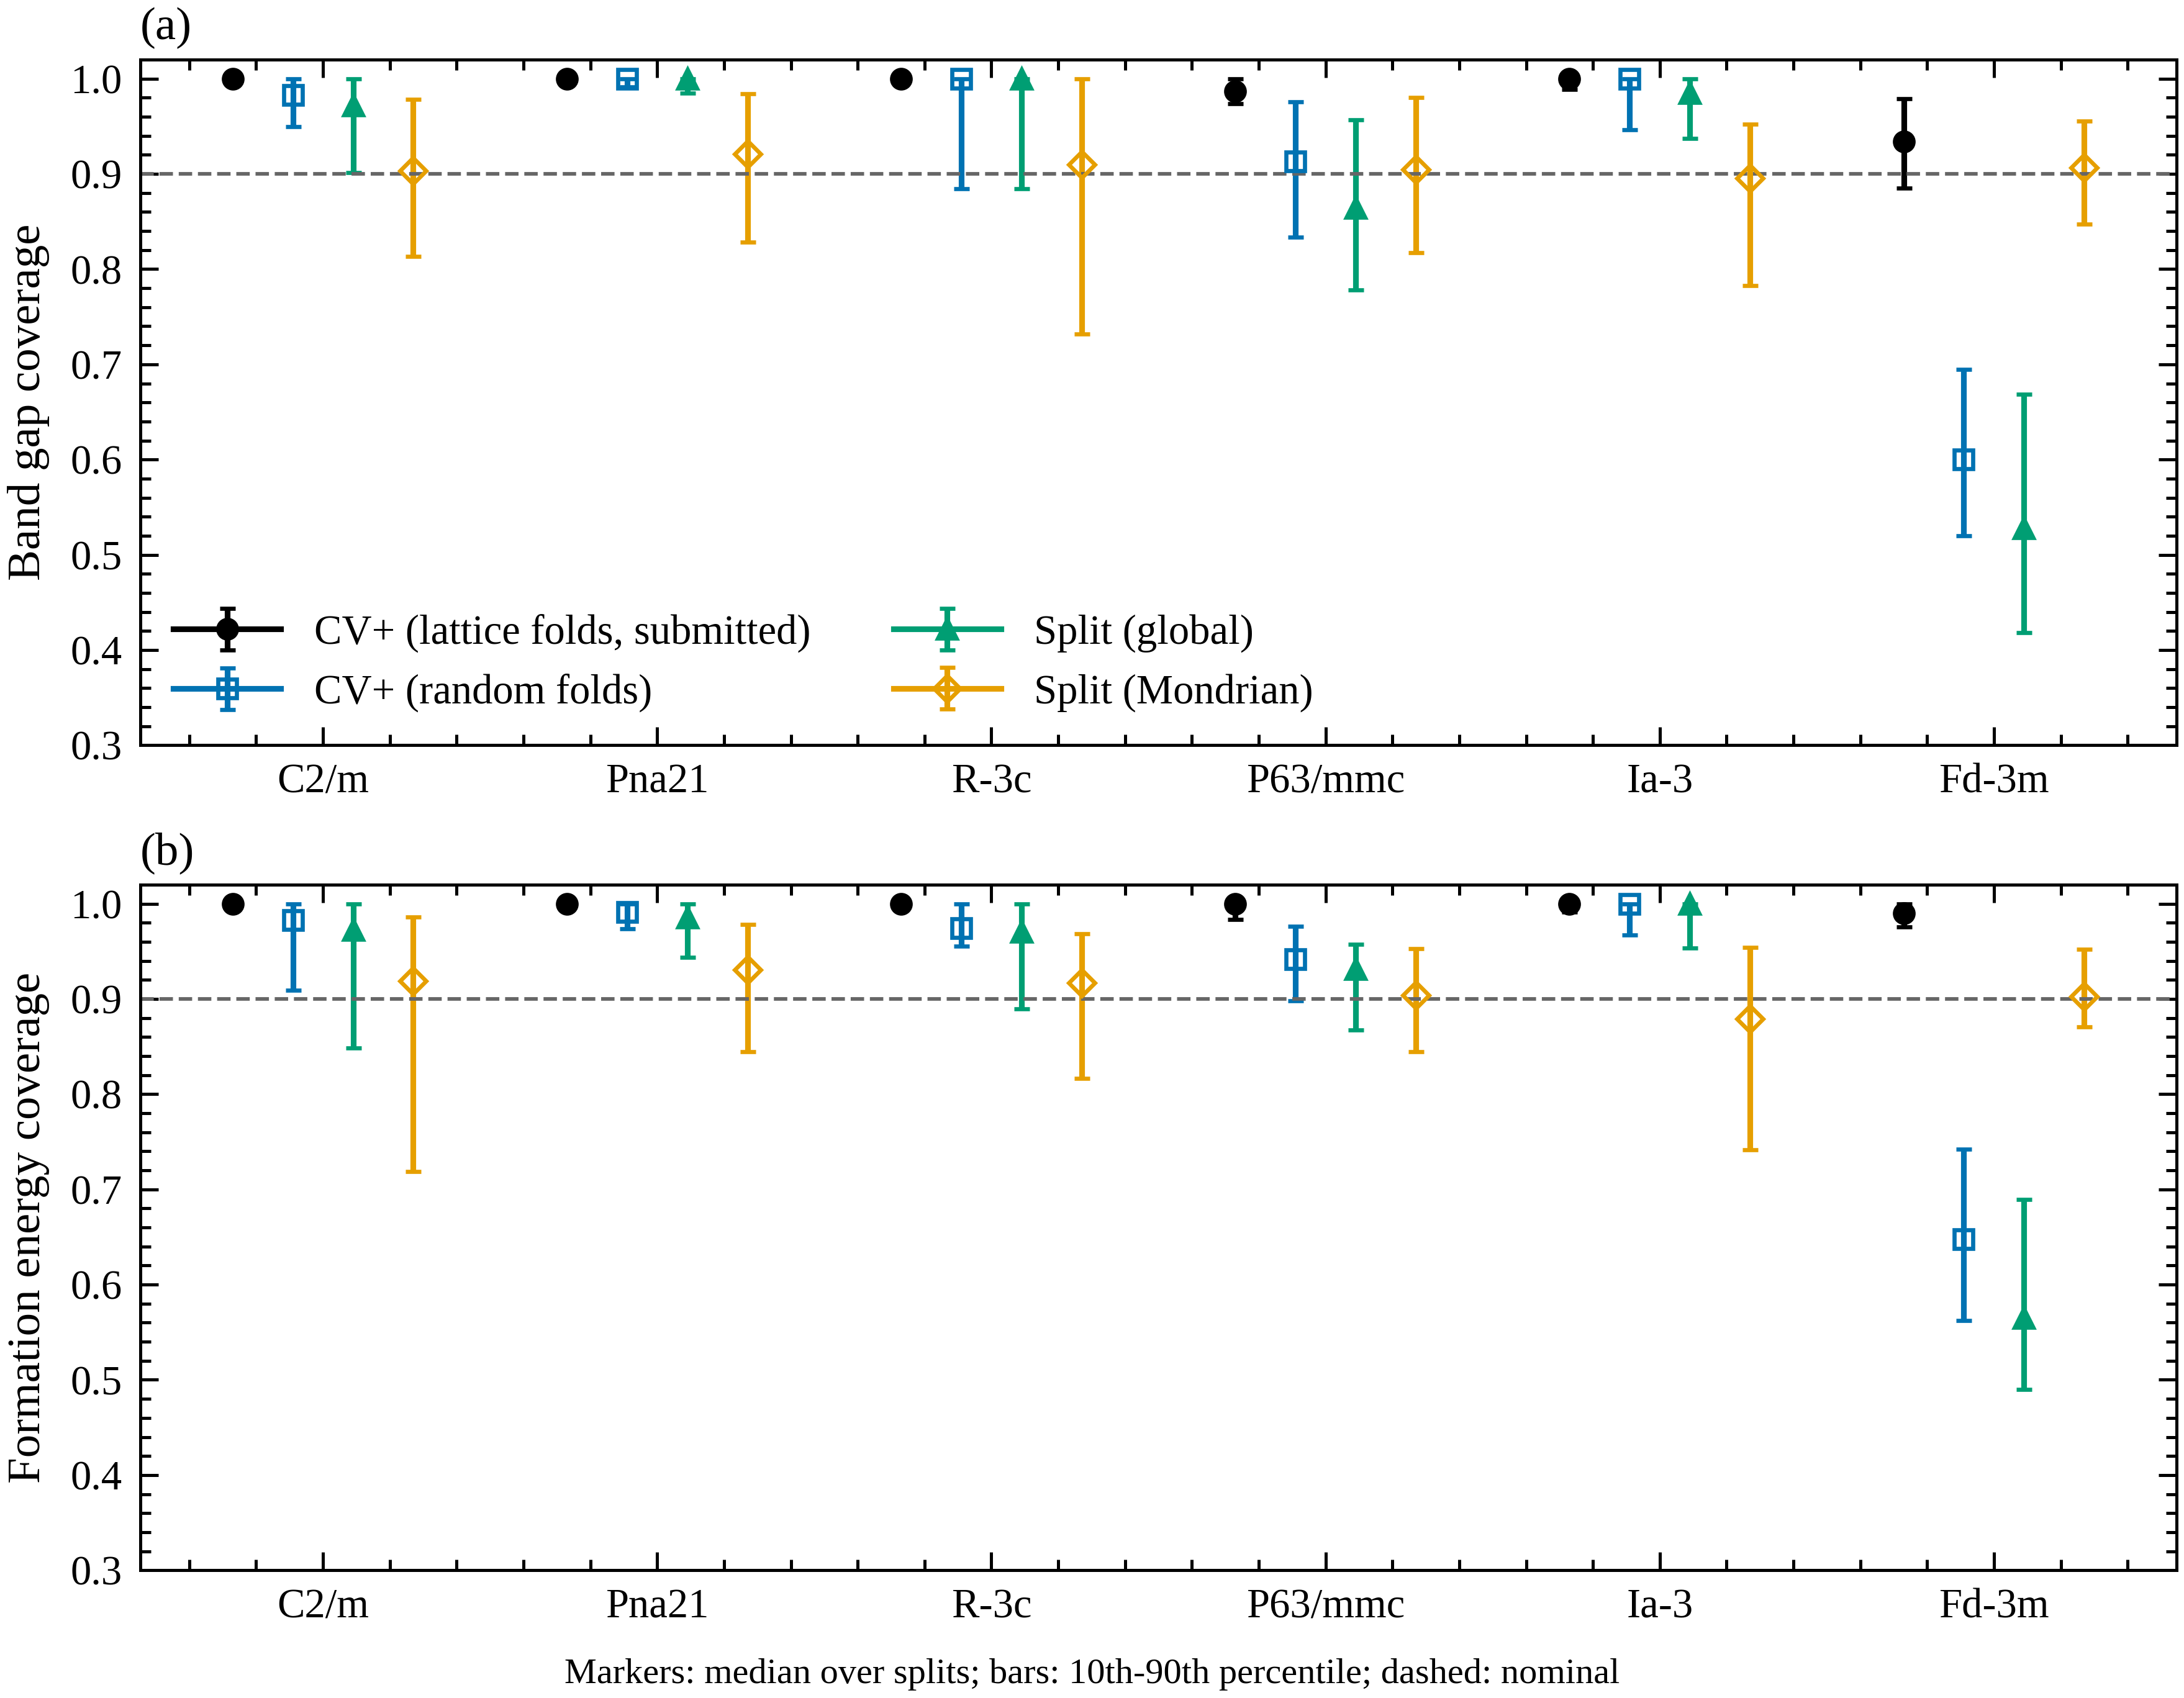 (a)
Band gap coverage
1.0
0.9
0.8
0.7
0.6
0.5
0.4
0.3
CV+ (lattice folds, submitted)
CV+ (random folds)
Split (global)
Split (Mondrian)
C2/m Pna21 R-3c P63/mmc Ia-3 Fd-3m
(b)
Formation energy coverage
1.0
0.9
0.8
0.7
0.6
0.5
0.4
0.3
C2/m Pna21 R-3c P63/mmc Ia-3 Fd-3m
Markers: median over splits; bars: 10th-90th percentile; dashed: nominal